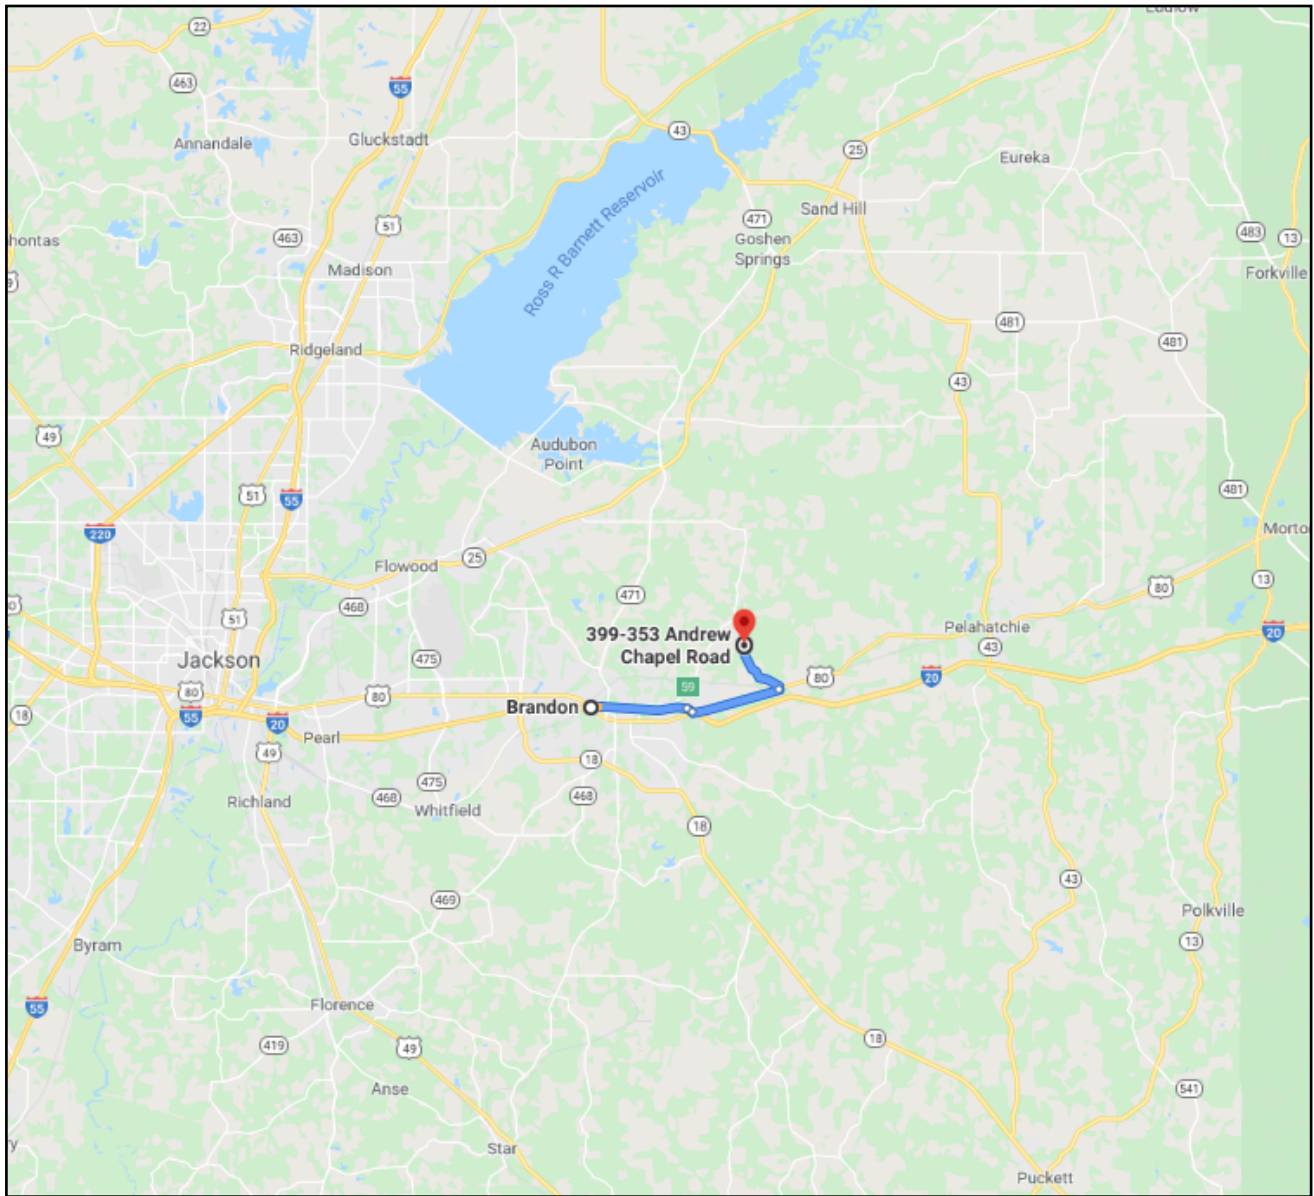 Ludlow
22
463
55
Annandale
Gluckstadt
43
25
Eureka
Sand Hill
471
Goshen
Springs
51
463
hontas
Madison
Ross R Barnett Reservoir
483
13
Forkville
9
481
481
Ridgeland
43
49
Audubon
Point
51
55
481
220
Morto
Flowood
25
13
80
468
471
51
0
399-353 Andrew
Chapel Road
Pelahatchie
20
43
Jackson
475
59
80
20
80
80
Brandon
18
55
20
Pearl
49
18
475
468
468
Richland
Whitfield
18
469
43
Polkville
13
Byram
55
Florence
419
49
18
Anse
541
Star
ry
Puckett